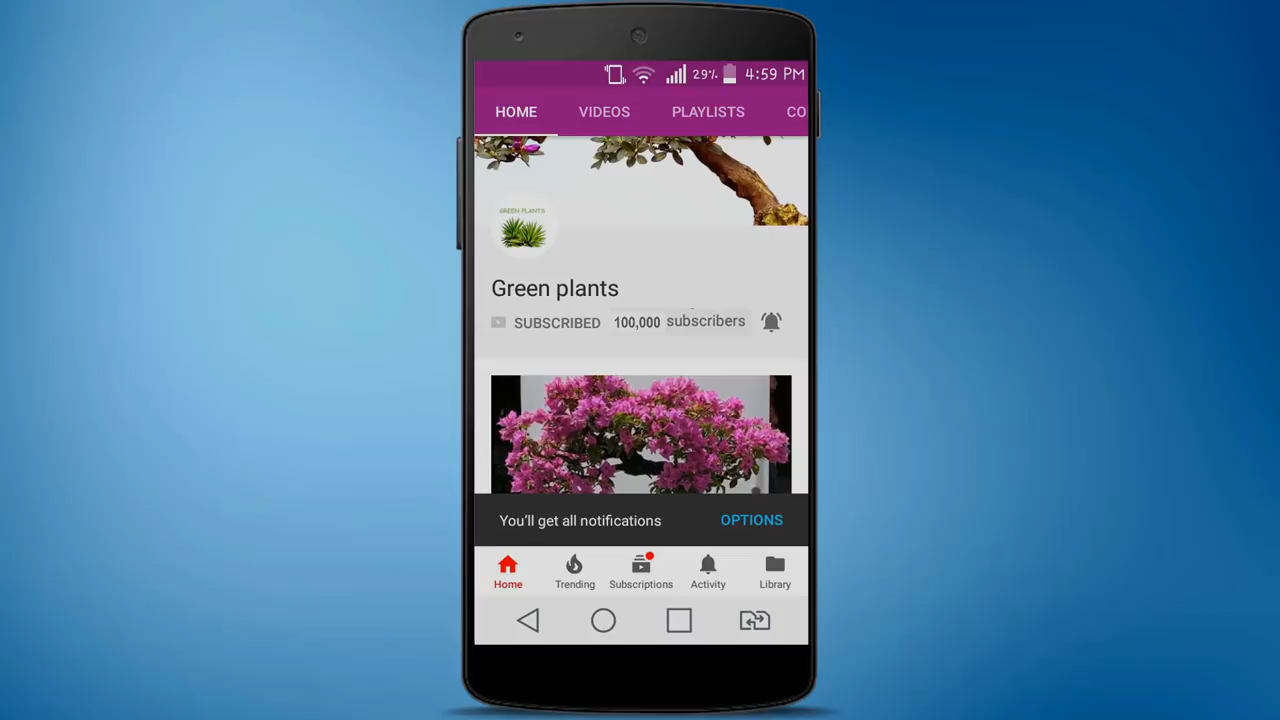 29% 4:59 PM
HOME VIDEOS PLAYLISTS CO
GREEN PLANTS
Green plants
SUBSCRIBED 100,000 subscribers
You'll get all notifications OPTIONS
Home Trending Subscriptions Activity Library